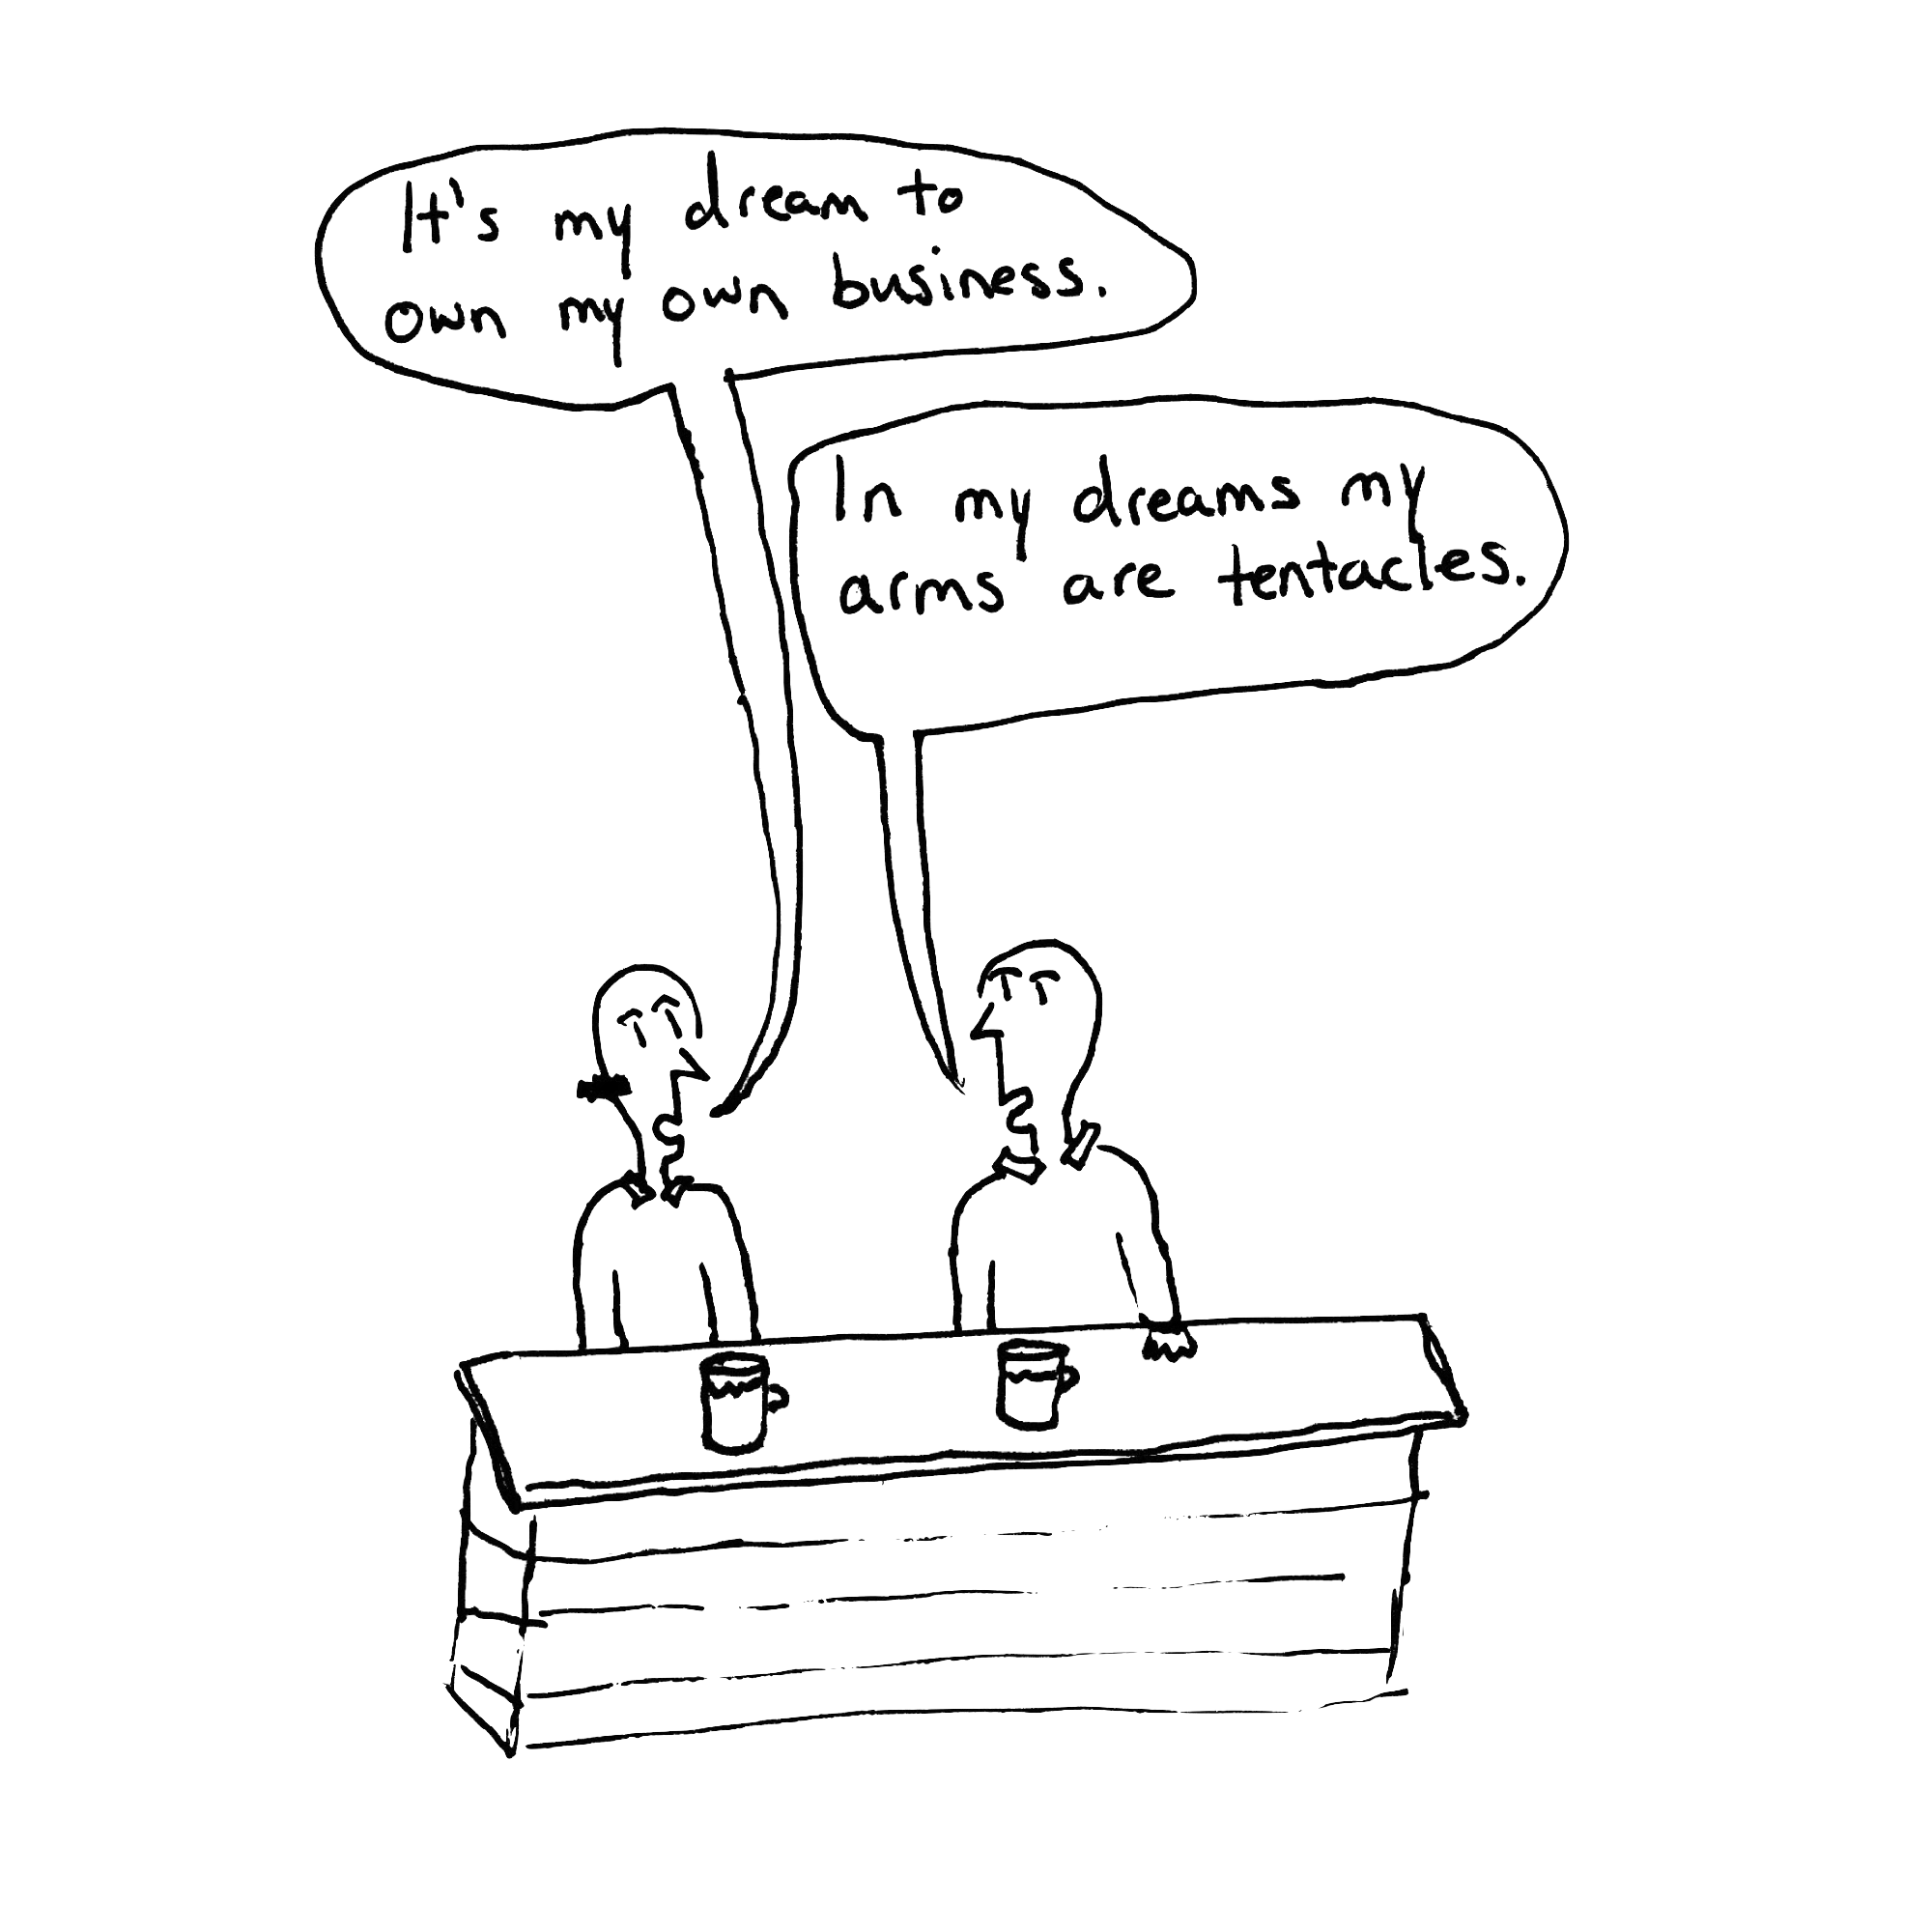 It's my dream to
own my own business.
In my dreams my
arms are tentacles.